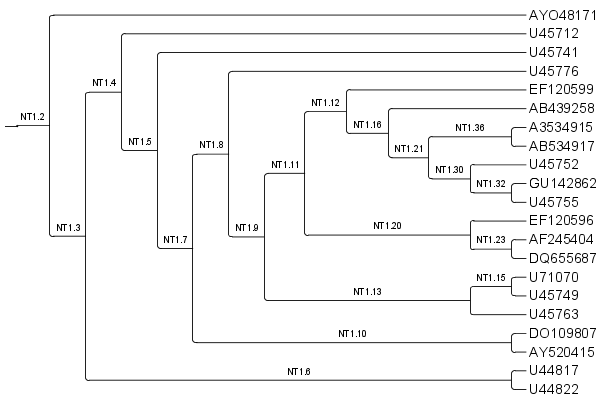 AYO48171
U45712
NT1.4
U45741
U45776
EF120599
NT1.12
AB439258
NT1.2
NT1.16
NT1.36
A3534915
NT1.5
NT1.8
NT1.21
AB534917
NT1.11
U45752
NT1.30
NT1.32
GU142862
U45755
EF120596
NT1.3
NT1.9
NT1.20
NT1.7
NT1.23
AF245404
DQ655687
NT1.15
U71070
NT1.13
U45749
U45763
NT1.10
DO109807
AY520415
NT1.6
U44817
U44822